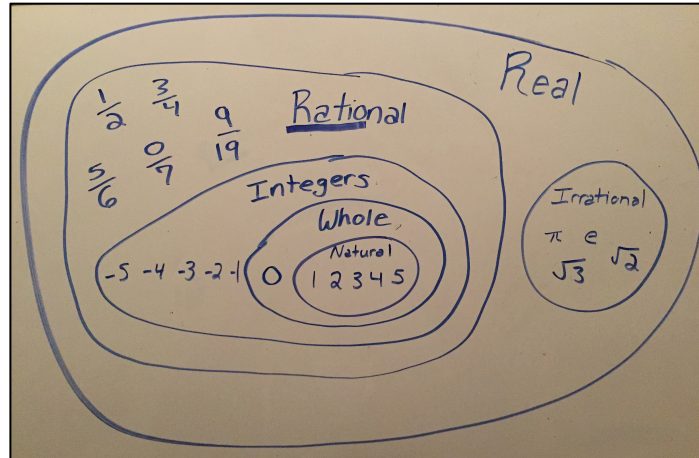 Real
Rational
1/2 3/4 9/19
5/6 0/7
Integers
Whole
Natural
-5 -4 -3 -2 -1 0 1 2 3 4 5
Irrational
π e
√3 √2